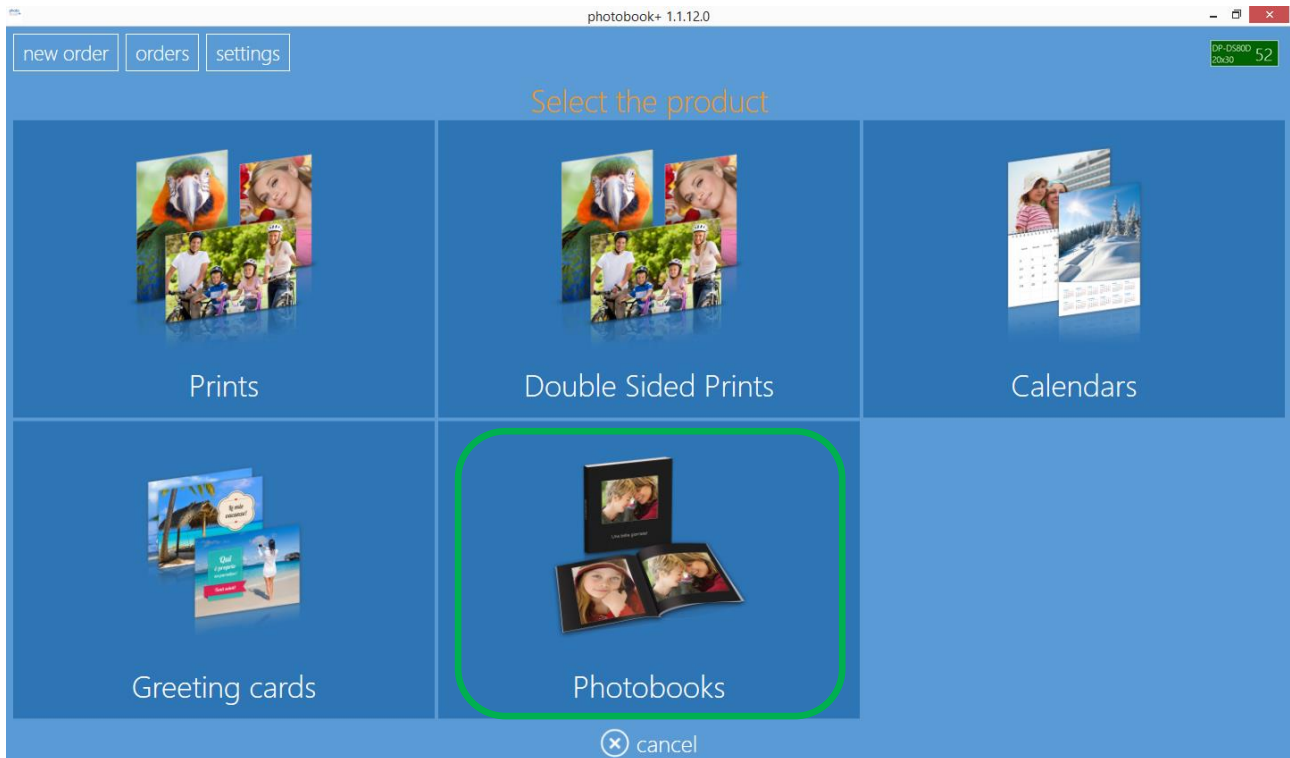 photobook+ 1.1.12.0
new order orders settings
DP-DS80D
20x30 52
Select the product
Prints
Double Sided Prints
Calendars
Greeting cards
Photobooks
cancel